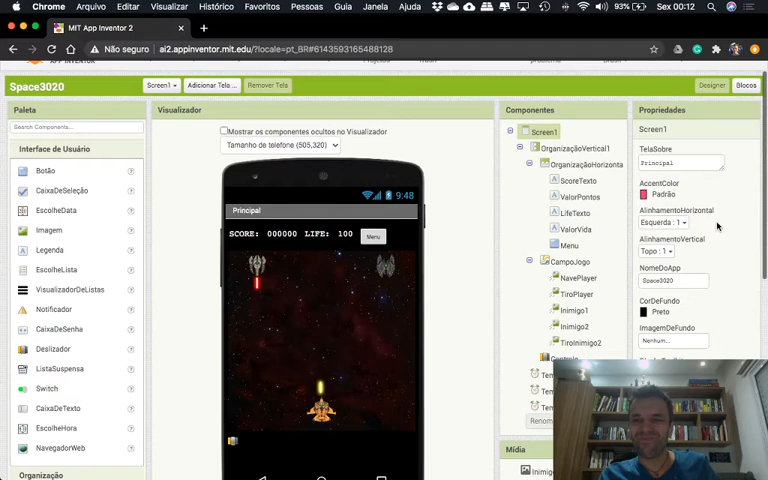 Chrome Arquivo Editar Visualizar Histórico Favoritos Pessoas Guia Janela Ajuda 93% Sex 00:12
MIT App Inventor 2
Não seguro ai2.appinventor.mit.edu/?locale=pt_BR#6143593165488128
Space3020 Screen1 Adicionar Tela ... Remover Tela Designer Blocos
Paleta Visualizador Componentes Propriedades
Search Components...
Interface de Usuário
Botão
CaixaDeSeleção
EscolheData
Imagem
Legenda
EscolheLista
VisualizadorDeListas
Notificador
CaixaDeSenha
Deslizador
ListaSuspensa
Switch
CaixaDeTexto
EscolheHora
NavegadorWeb
Organização
Mostrar os componentes ocultos no Visualizador
Tamanho de telefone (505,320)
9:48
Principal
SCORE: 000000 LIFE: 100 Menu
Screen1
OrganizaçãoVertical1
OrganizaçãoHorizonta
ScoreTexto
ValorPontos
LifeTexto
ValorVida
Menu
CampoJogo
NavePlayer
TiroPlayer
Inimigo1
Inimigo2
TiroInimigo2
Mídia
Screen1
TelaSobre
Principal
AccentColor
Padrão
AlinhamentoHorizontal
Esquerda : 1
AlinhamentoVertical
Topo : 1
NomeDoApp
Space3020
CorDeFundo
Preto
ImagemDeFundo
Nenhum...